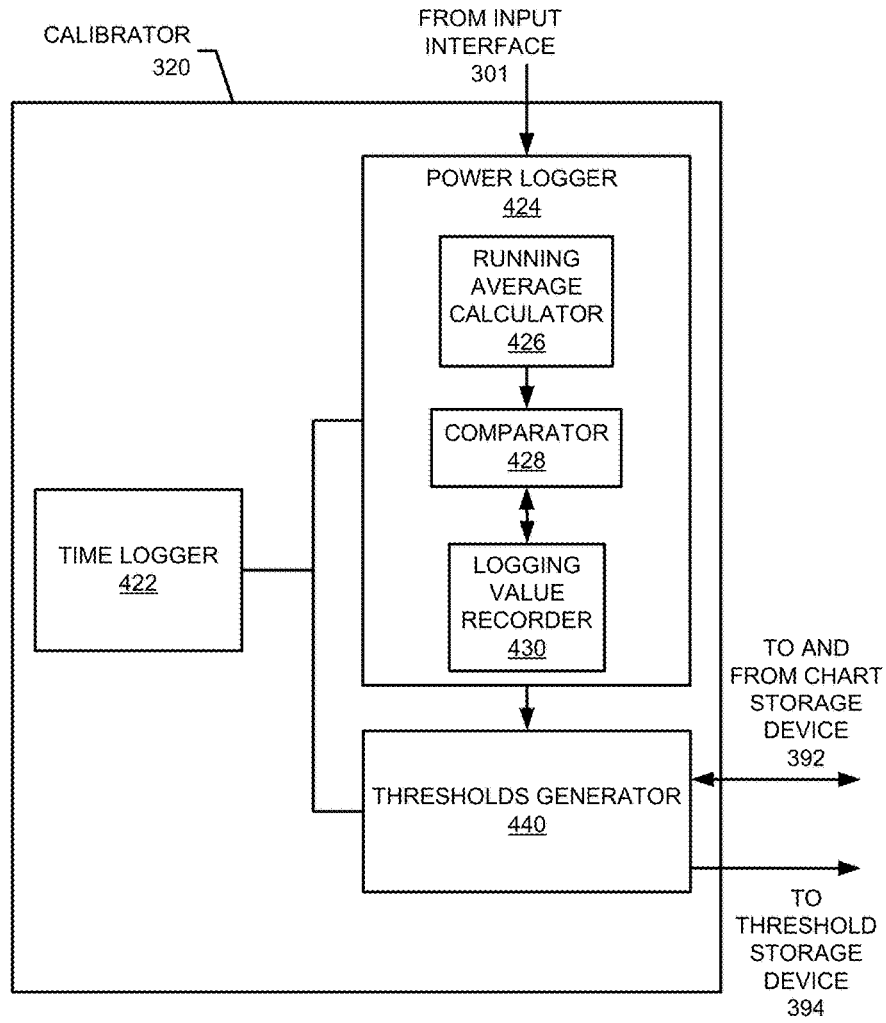 CALIBRATOR
320
FROM INPUT
INTERFACE
301
POWER LOGGER
424
RUNNING
AVERAGE
CALCULATOR
426
COMPARATOR
428
TIME LOGGER
422
LOGGING
VALUE
RECORDER
430
TO AND
FROM CHART
STORAGE
DEVICE
392
THRESHOLDS GENERATOR
440
TO
THRESHOLD
STORAGE
DEVICE
394